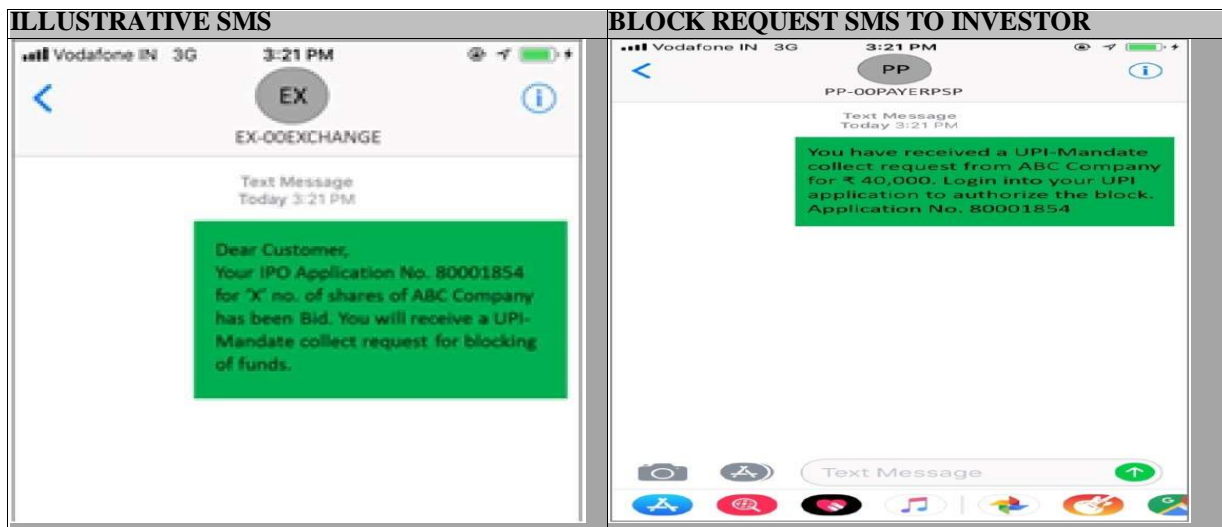 ILLUSTRATIVE SMS
Vodafone IN 3G 3:21 PM
EX
EX-OOEXCHANGE
Text Message
Today 3:21 PM
Dear Customer,
Your IPO Application No. 80001854
for 'X' no. of shares of ABC Company
has been Bid. You will receive a UPI-
Mandate collect request for blocking
of funds.
BLOCK REQUEST SMS TO INVESTOR
Vodafone IN 3G 3:21 PM
PP
PP-OOPAYERPSP
Text Message
Today 3:21 PM
You have received a UPI-Mandate
collect request from ABC Company
for ₹ 40,000. Login into your UPI
application to authorize the block.
Application No. 80001854
Text Message